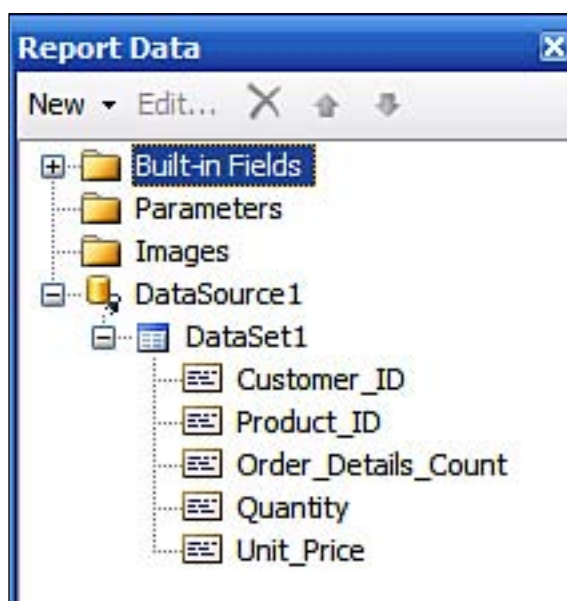 Report Data
New Edit...
Built-in Fields
Parameters
Images
DataSource1
DataSet1
Customer_ID
Product_ID
Order_Details_Count
Quantity
Unit_Price